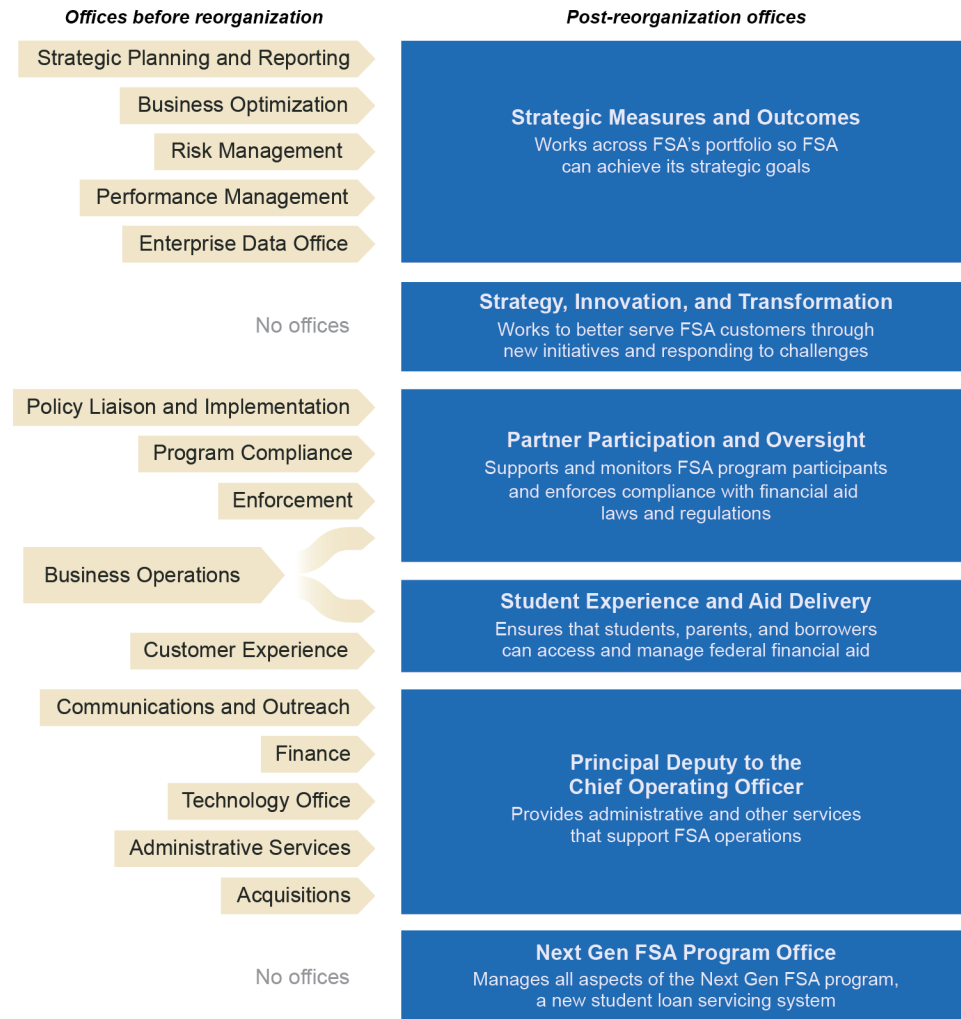 Offices before reorganization
Post-reorganization offices
Strategic Planning and Reporting
Business Optimization
Risk Management
Performance Management
Enterprise Data Office
Strategic Measures and Outcomes
Works across FSA's portfolio so FSA
can achieve its strategic goals
No offices
Strategy, Innovation, and Transformation
Works to better serve FSA customers through
new initiatives and responding to challenges
Policy Liaison and Implementation
Program Compliance
Enforcement
Business Operations
Partner Participation and Oversight
Supports and monitors FSA program participants
and enforces compliance with financial aid
laws and regulations
Customer Experience
Student Experience and Aid Delivery
Ensures that students, parents, and borrowers
can access and manage federal financial aid
Communications and Outreach
Finance
Technology Office
Administrative Services
Acquisitions
Principal Deputy to the
Chief Operating Officer
Provides administrative and other services
that support FSA operations
No offices
Next Gen FSA Program Office
Manages all aspects of the Next Gen FSA program,
a new student loan servicing system